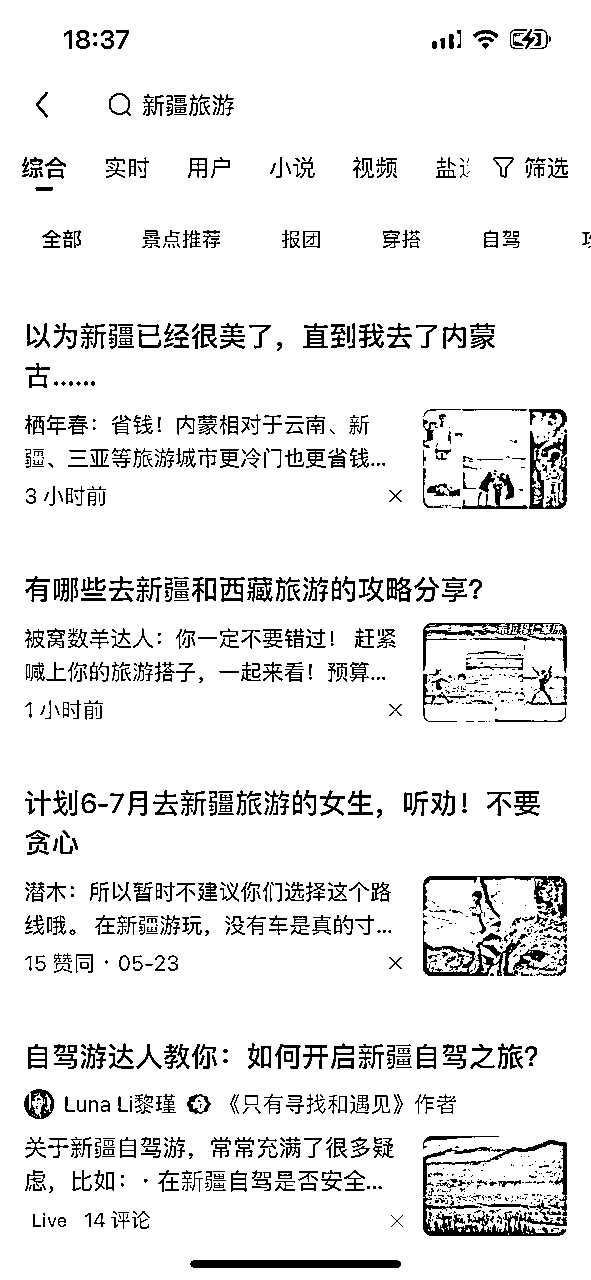 18:37
新疆旅游
综合 实时 用户 小说 视频 盐 筛选
全部 景点推荐 报团 穿搭 自驾
以为新疆已经很美了，直到我去了内蒙
古......
栖年春：省钱！内蒙相对于云南、新
疆、三亚等旅游城市更冷门也更省钱...
3 小时前
有哪些去新疆和西藏旅游的攻略分享？
被窝数羊达人：你一定不要错过！ 赶紧
喊上你的旅游搭子，一起来看！预算...
1 小时前
计划6-7月去新疆旅游的女生，听劝！不要
贪心
潜木：所以暂时不建议你们选择这个路
线哦。 在新疆游玩，没有车是真的寸...
15 赞同 · 05-23
自驾游达人教你：如何开启新疆自驾之旅？
Luna Li黎瑾 《只有寻找和遇见》作者
关于新疆自驾游，常常充满了很多疑
虑，比如：· 在新疆自驾是否安全...
Live 14 评论